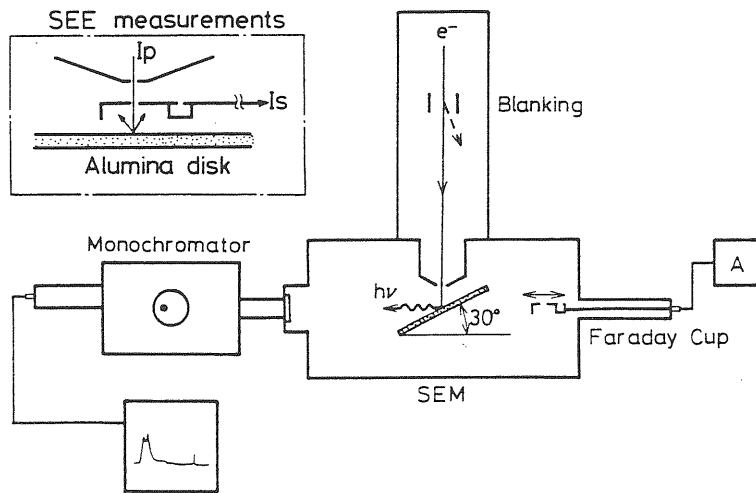 SEE measurements
Ip
Is
Alumina disk
e⁻
Blanking
Monochromator
hν
30°
A
Faraday Cup
SEM